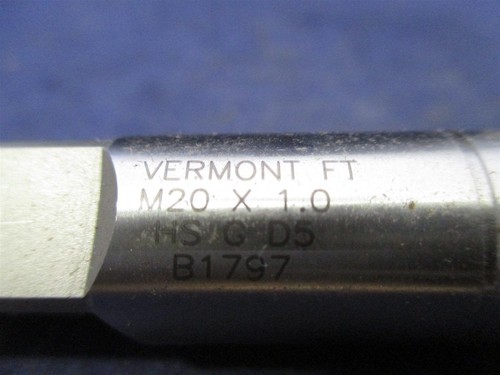 VERMONT FT
M20 X 1.0
HS G D5
B1797